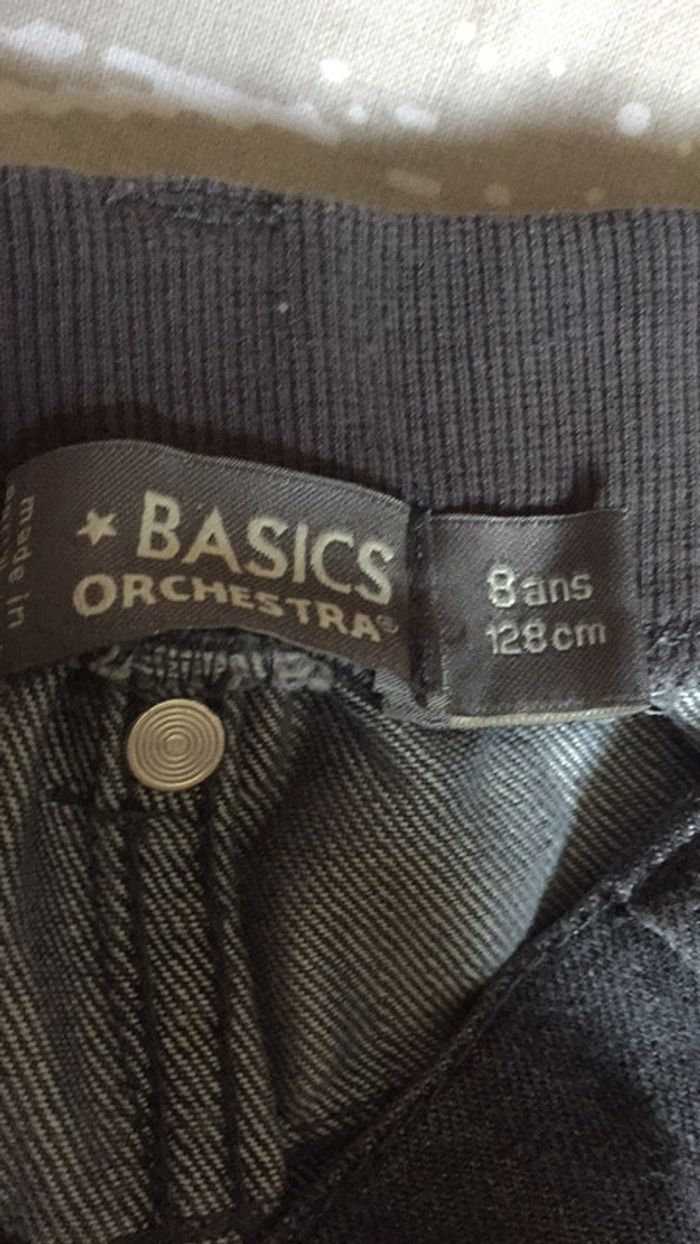 made in
BASICS
ORCHESTRA®
8 ans
128 cm